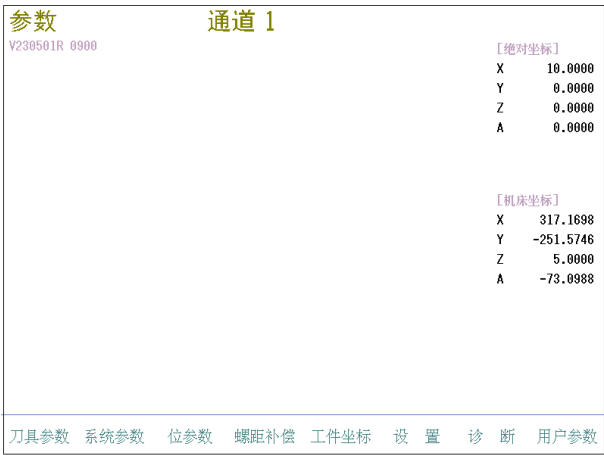 参数 通道 1
V230501R 0900
[绝对坐标]
X 10.0000
Y 0.0000
Z 0.0000
A 0.0000
[机床坐标]
X 317.1698
Y -251.5746
Z 5.0000
A -73.0988
刀具参数 系统参数 位参数 螺距补偿 工件坐标 设 置 诊 断 用户参数